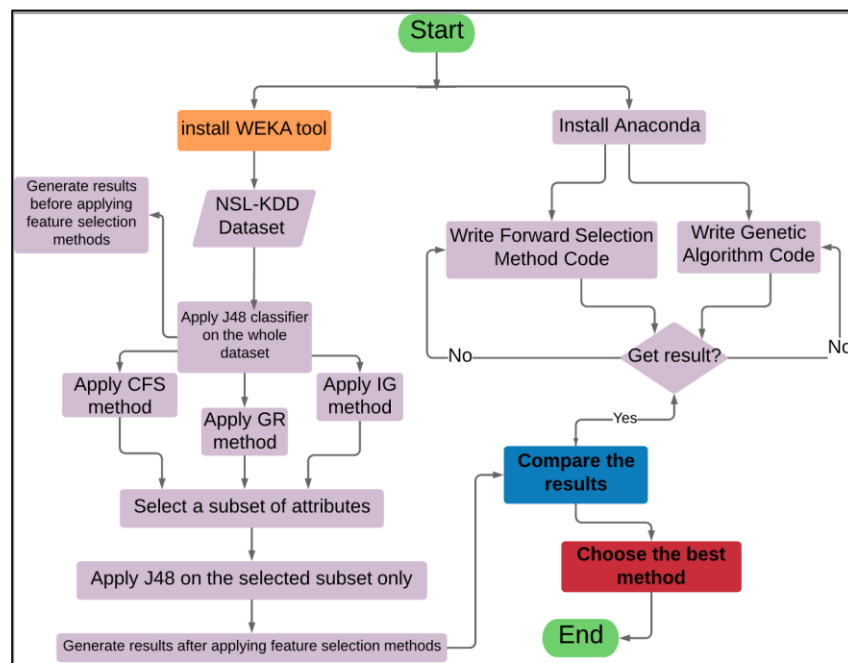 Start
install WEKA tool
Install Anaconda
Generate results
before applying
feature selection
methods
NSL-KDD
Dataset
Write Forward Selection
Method Code
Write Genetic
Algorithm Code
Apply J48 classifier
on the whole
dataset
No
Get result?
No
Apply CFS
method
Apply GR
method
Apply IG
method
Yes
Compare the
results
Select a subset of attributes
Choose the best
method
Apply J48 on the selected subset only
End
Generate results after applying feature selection methods